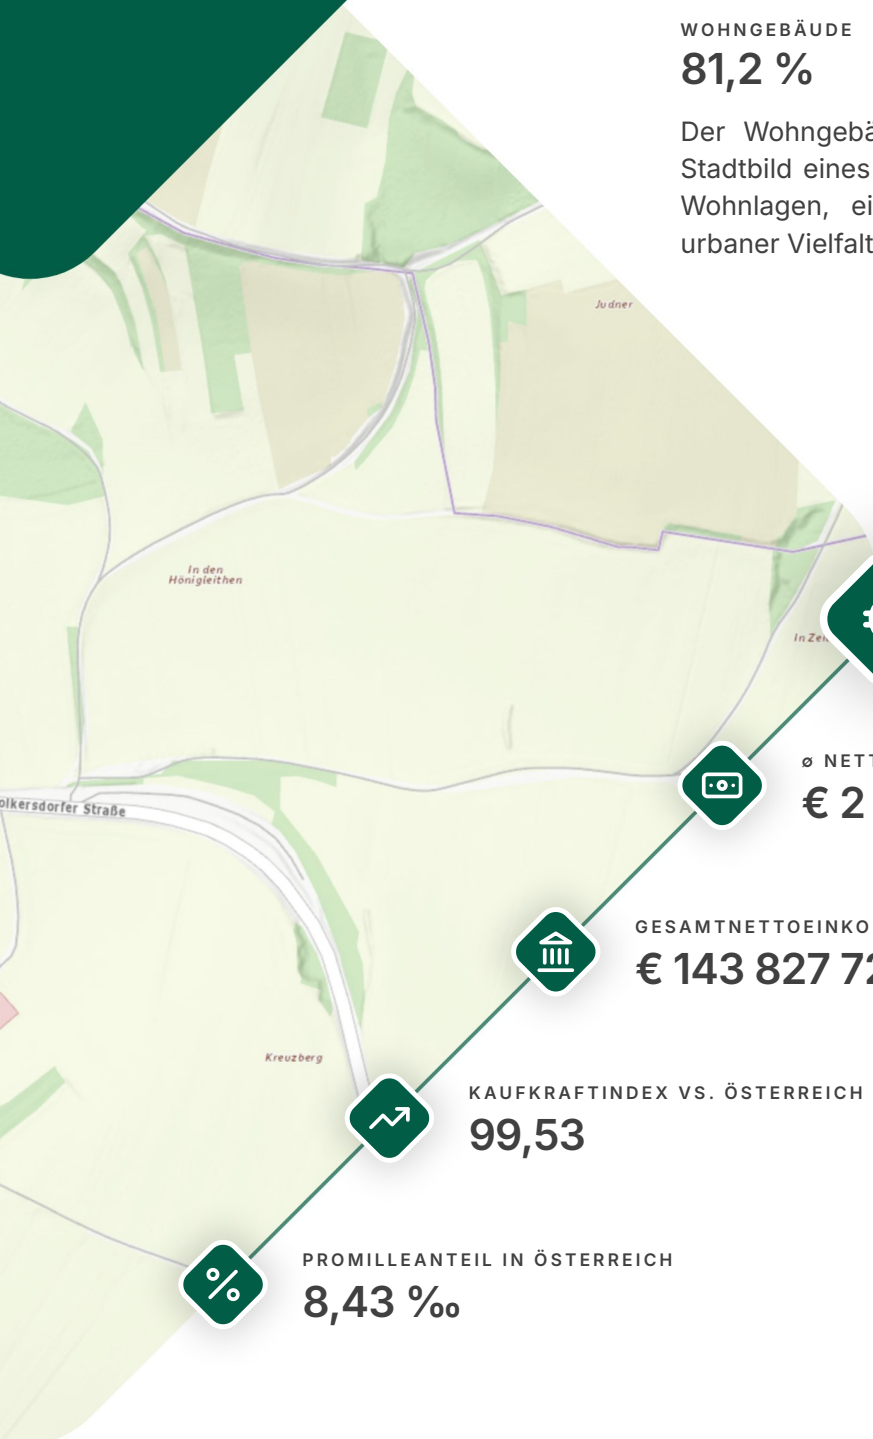 WOHNGEBÄUDE
81,2 %
Der Wohngebä
Stadtbild eines
Wohnlagen, ei
urbaner Vielfalt
Judner
In den
Hönigleithen
In Zei
ø NETT
€ 2
olkersdorfer Straße
GESAMTNETTOEINKO
€ 143 827 72
Kreuzberg
KAUFKRAFTINDEX VS. ÖSTERREICH
99,53
PROMILLEANTEIL IN ÖSTERREICH
8,43 ‰